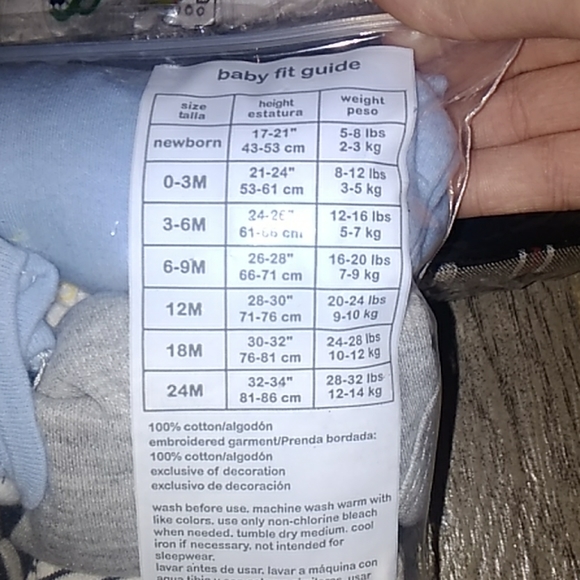 baby fit guide
size talla height estatura weight peso
newborn 17-21" 43-53 cm 5-8 lbs 2-3 kg
0-3M 21-24" 53-61 cm 8-12 lbs 3-5 kg
3-6M 24-26" 61-66 cm 12-16 lbs 5-7 kg
6-9M 26-28" 66-71 cm 16-20 lbs 7-9 kg
12M 28-30" 71-76 cm 20-24 lbs 9-10 kg
18M 30-32" 76-81 cm 24-28 lbs 10-12 kg
24M 32-34" 81-86 cm 28-32 lbs 12-14 kg
100% cotton/algodón
embroidered garment/Prenda bordada:
100% cotton/algodón
exclusive of decoration
exclusivo de decoración
wash before use. machine wash warm with
like colors. use only non-chlorine bleach
when needed. tumble dry medium. cool
iron if necessary. not intended for
sleepwear.
lavar antes de usar. lavar a máquina con